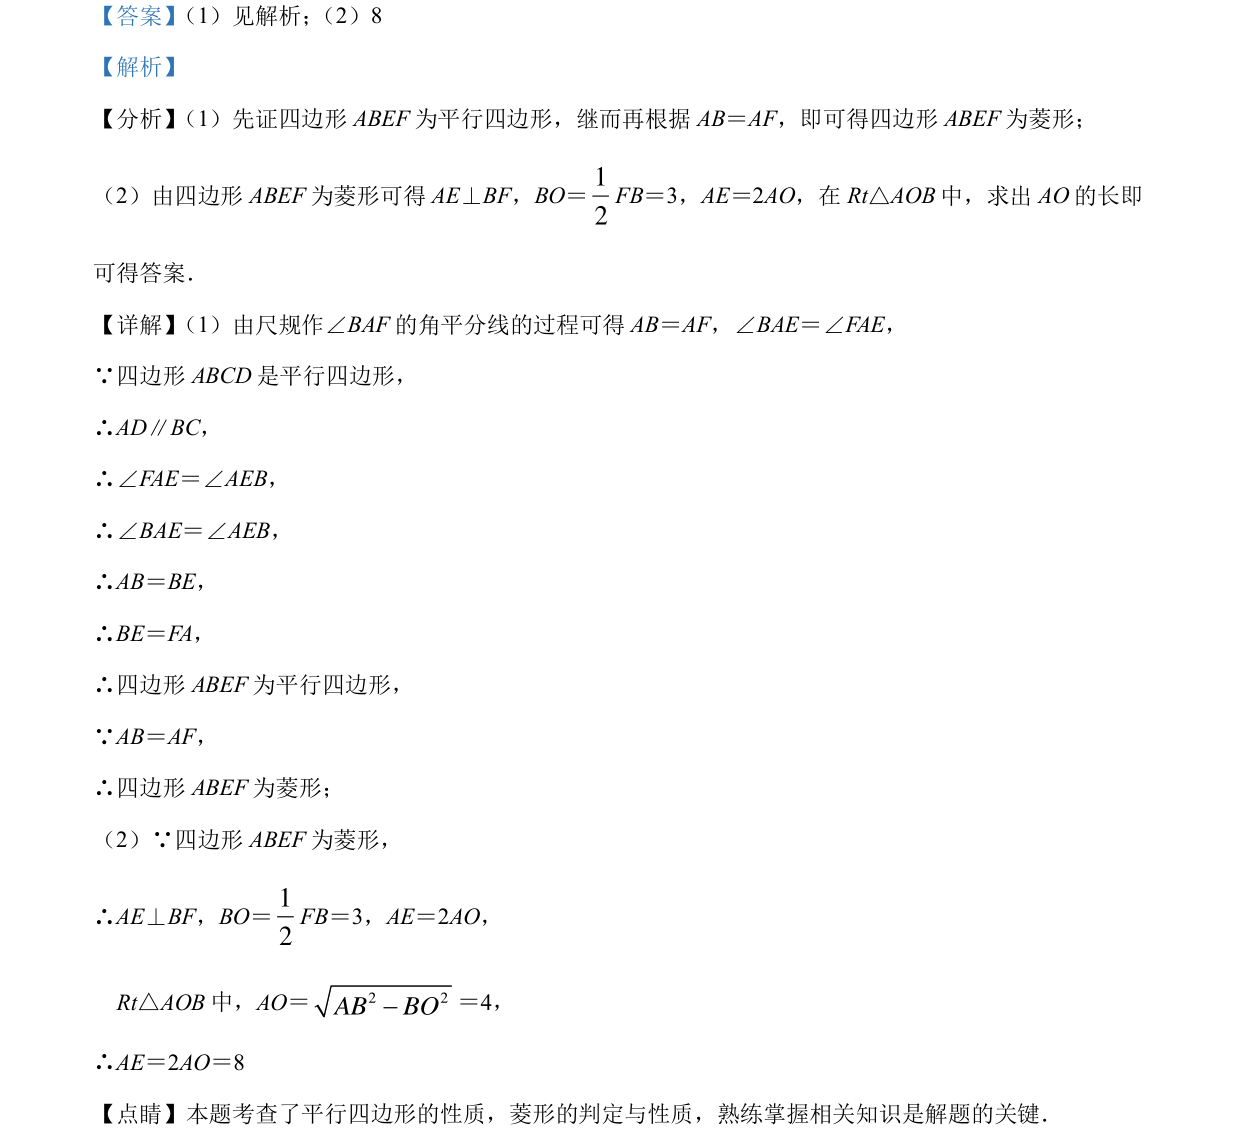 【答案】（1）见解析；（2）8
【解析】
【分析】（1）先证四边形 ABEF 为平行四边形，继而再根据 AB＝AF，即可得四边形 ABEF 为菱形；
（2）由四边形 ABEF 为菱形可得 AE⊥BF，BO＝1/2 FB＝3，AE＝2AO，在 Rt△AOB 中，求出 AO 的长即
可得答案．
【详解】（1）由尺规作∠BAF 的角平分线的过程可得 AB＝AF，∠BAE＝∠FAE，
∵四边形 ABCD 是平行四边形，
∴AD∥BC，
∴∠FAE＝∠AEB，
∴∠BAE＝∠AEB，
∴AB＝BE，
∴BE＝FA，
∴四边形 ABEF 为平行四边形，
∵AB＝AF，
∴四边形 ABEF 为菱形；
（2）∵四边形 ABEF 为菱形，
∴AE⊥BF，BO＝1/2 FB＝3，AE＝2AO，
Rt△AOB 中，AO＝√(AB²－BO²)＝4，
∴AE＝2AO＝8
【点睛】本题考查了平行四边形的性质，菱形的判定与性质，熟练掌握相关知识是解题的关键．